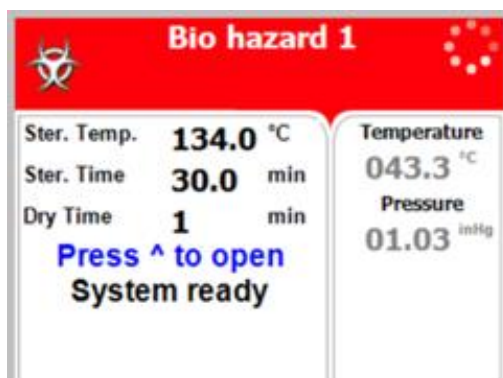 Bio hazard 1
Ster. Temp. 134.0 °C
Ster. Time 30.0 min
Dry Time 1 min
Press ^ to open
System ready
Temperature
043.3 °C
Pressure
01.03 inHg